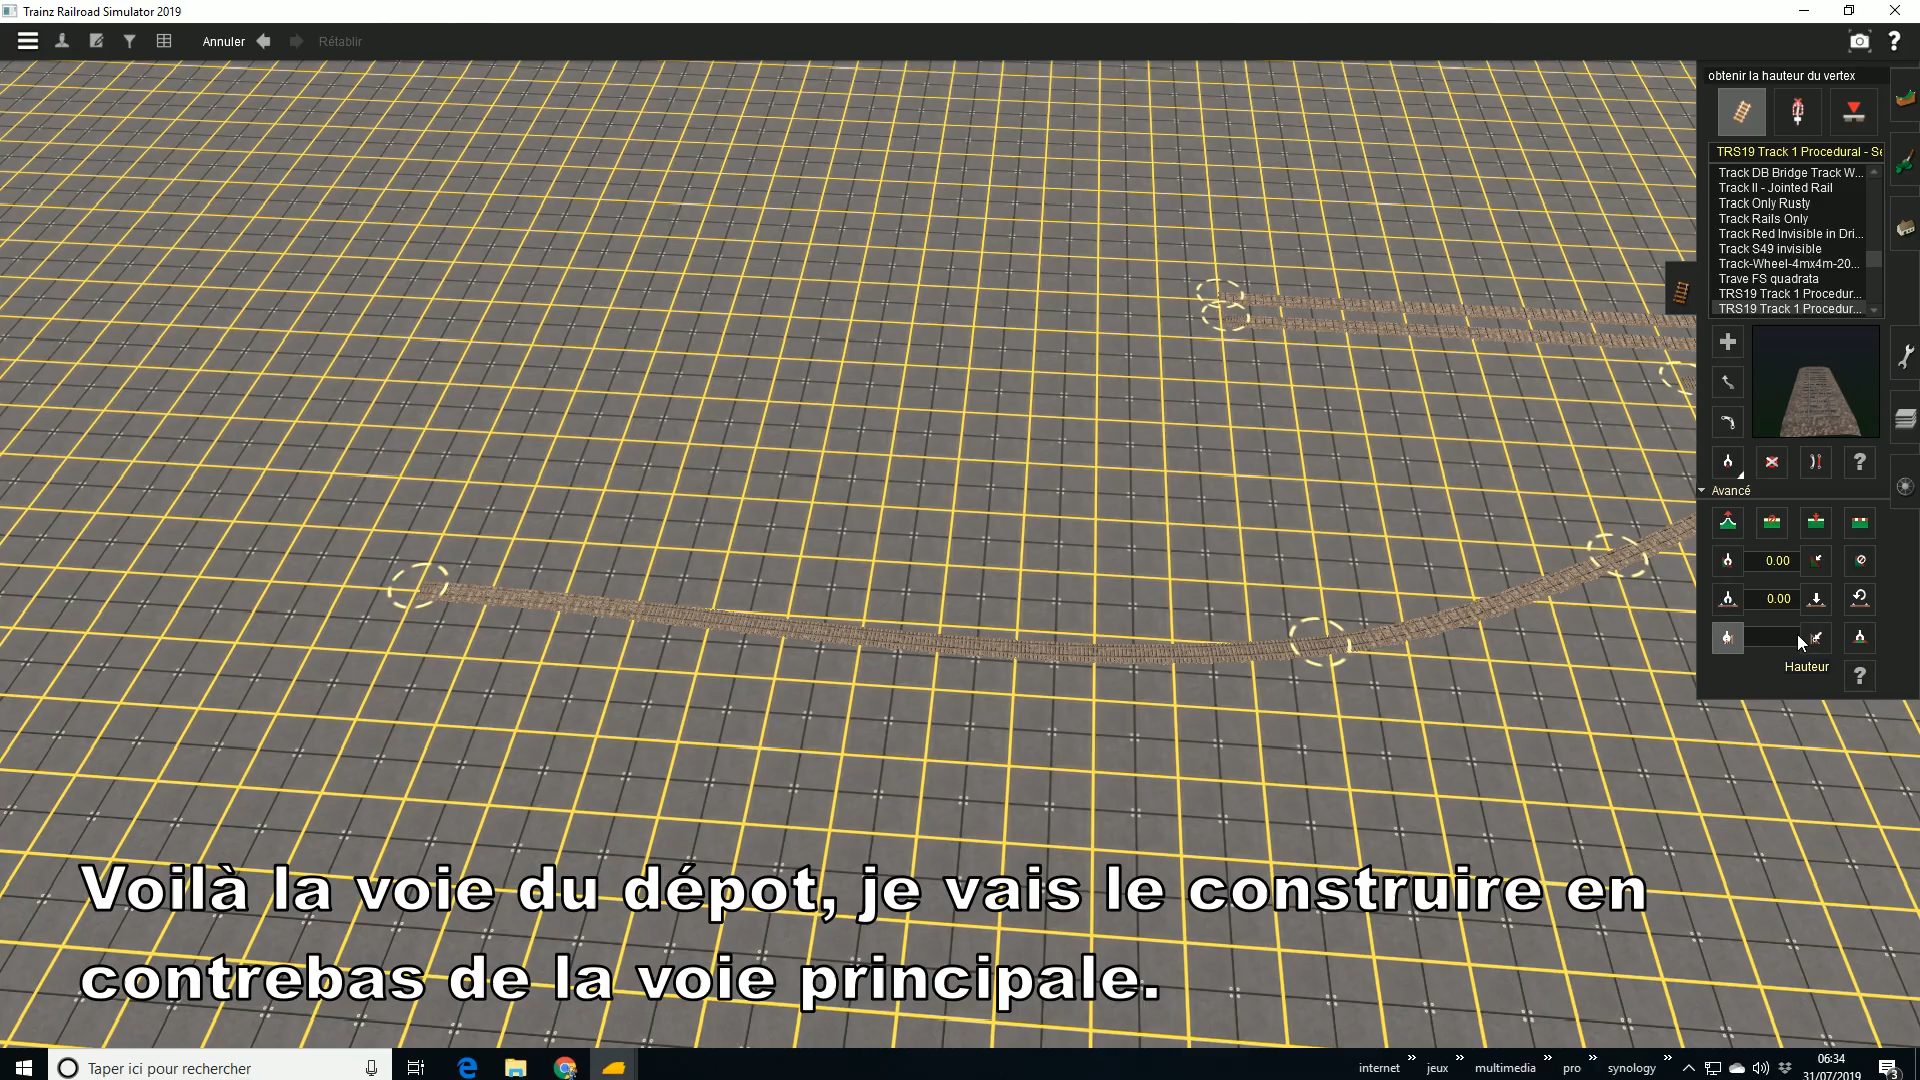 Trainz Railroad Simulator 2019
Annuler
Rétablir
obtenir la hauteur du vertex
TRS19 Track 1 Procedural - Se
Track DB Bridge Track W...
Track II - Jointed Rail
Track Only Rusty
Track Rails Only
Track Red Invisible in Dri...
Track S49 invisible
Track-Wheel-4mx4m-20...
Trave FS quadrata
TRS19 Track 1 Procedur...
TRS19 Track 1 Procedur...
Avancé
0.00
0.00
Hauteur
Voilà la voie du dépot, je vais le construire en
contrebas de la voie principale.
Taper ici pour rechercher
internet
jeux
multimedia
pro
synology
06:34
31/07/2019
3